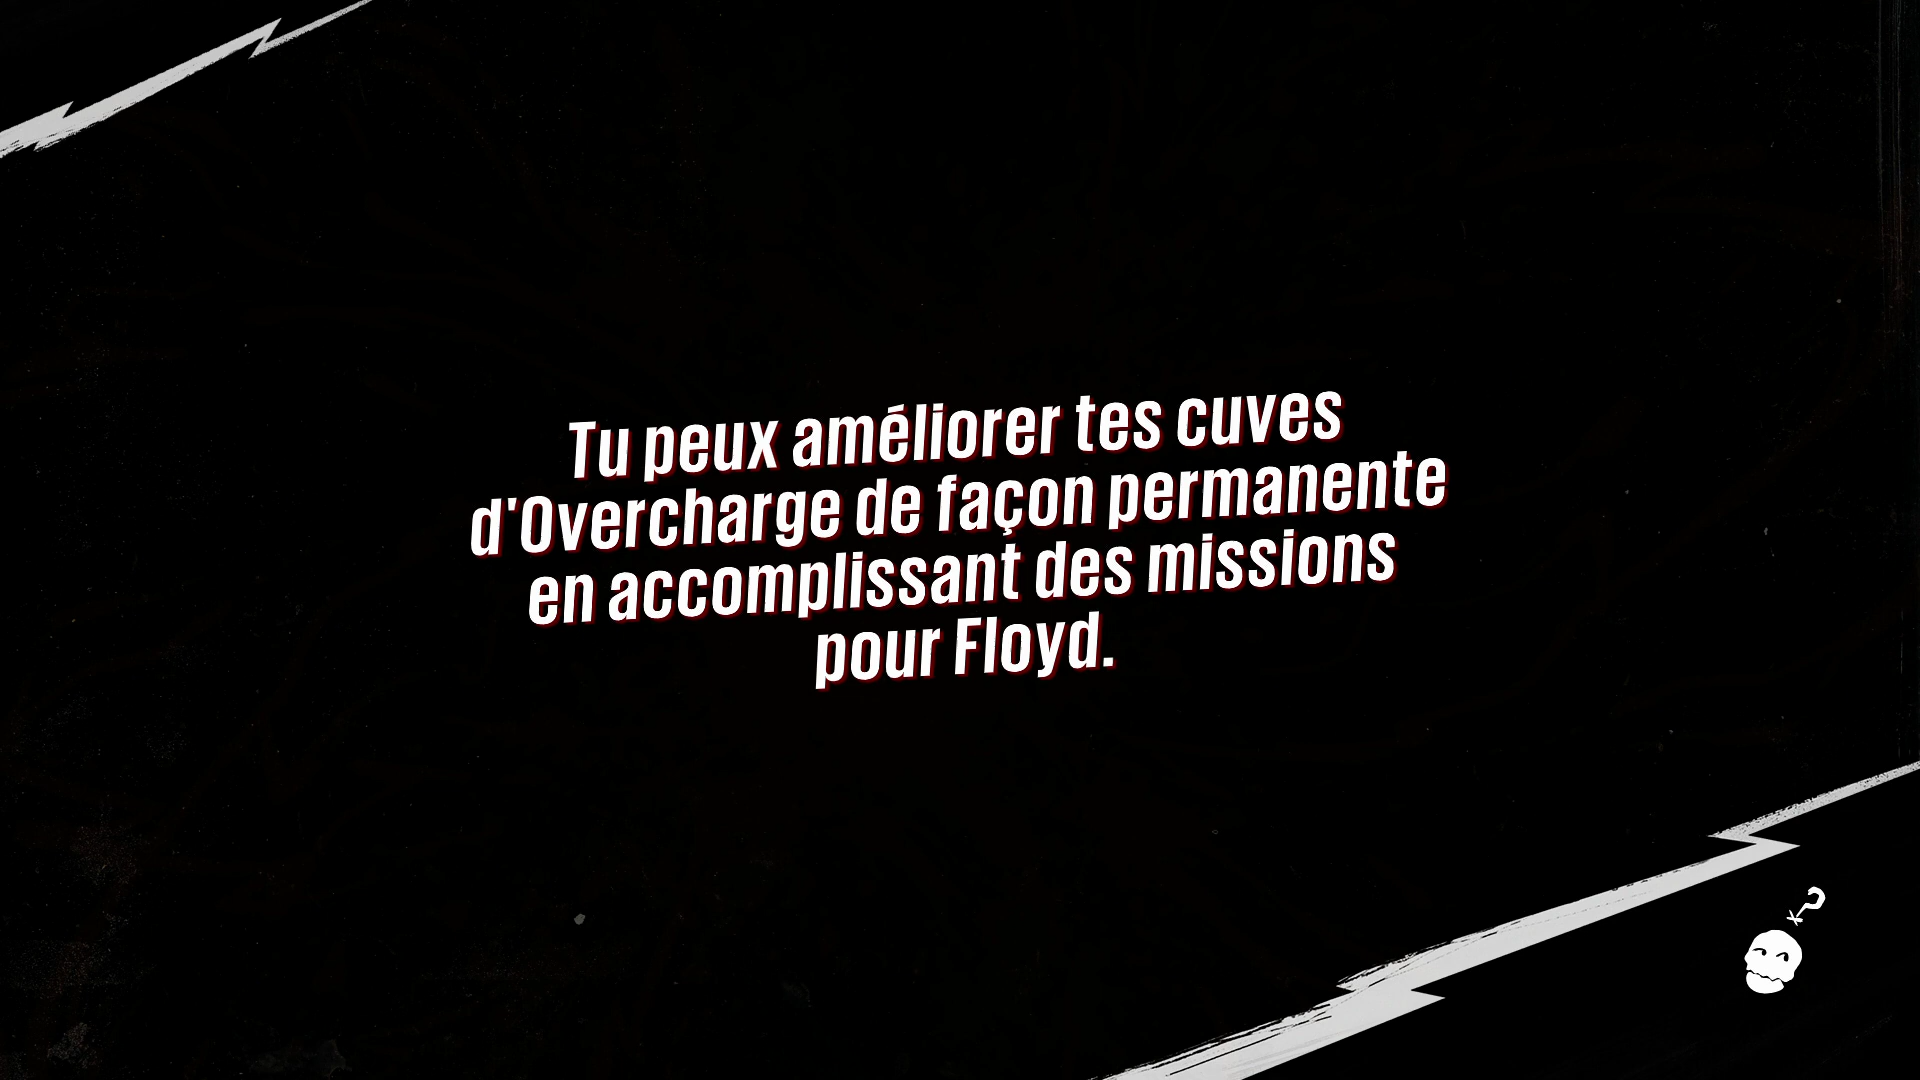 Tu peux améliorer tes cuves
d'Overcharge de façon permanente
en accomplissant des missions
pour Floyd.